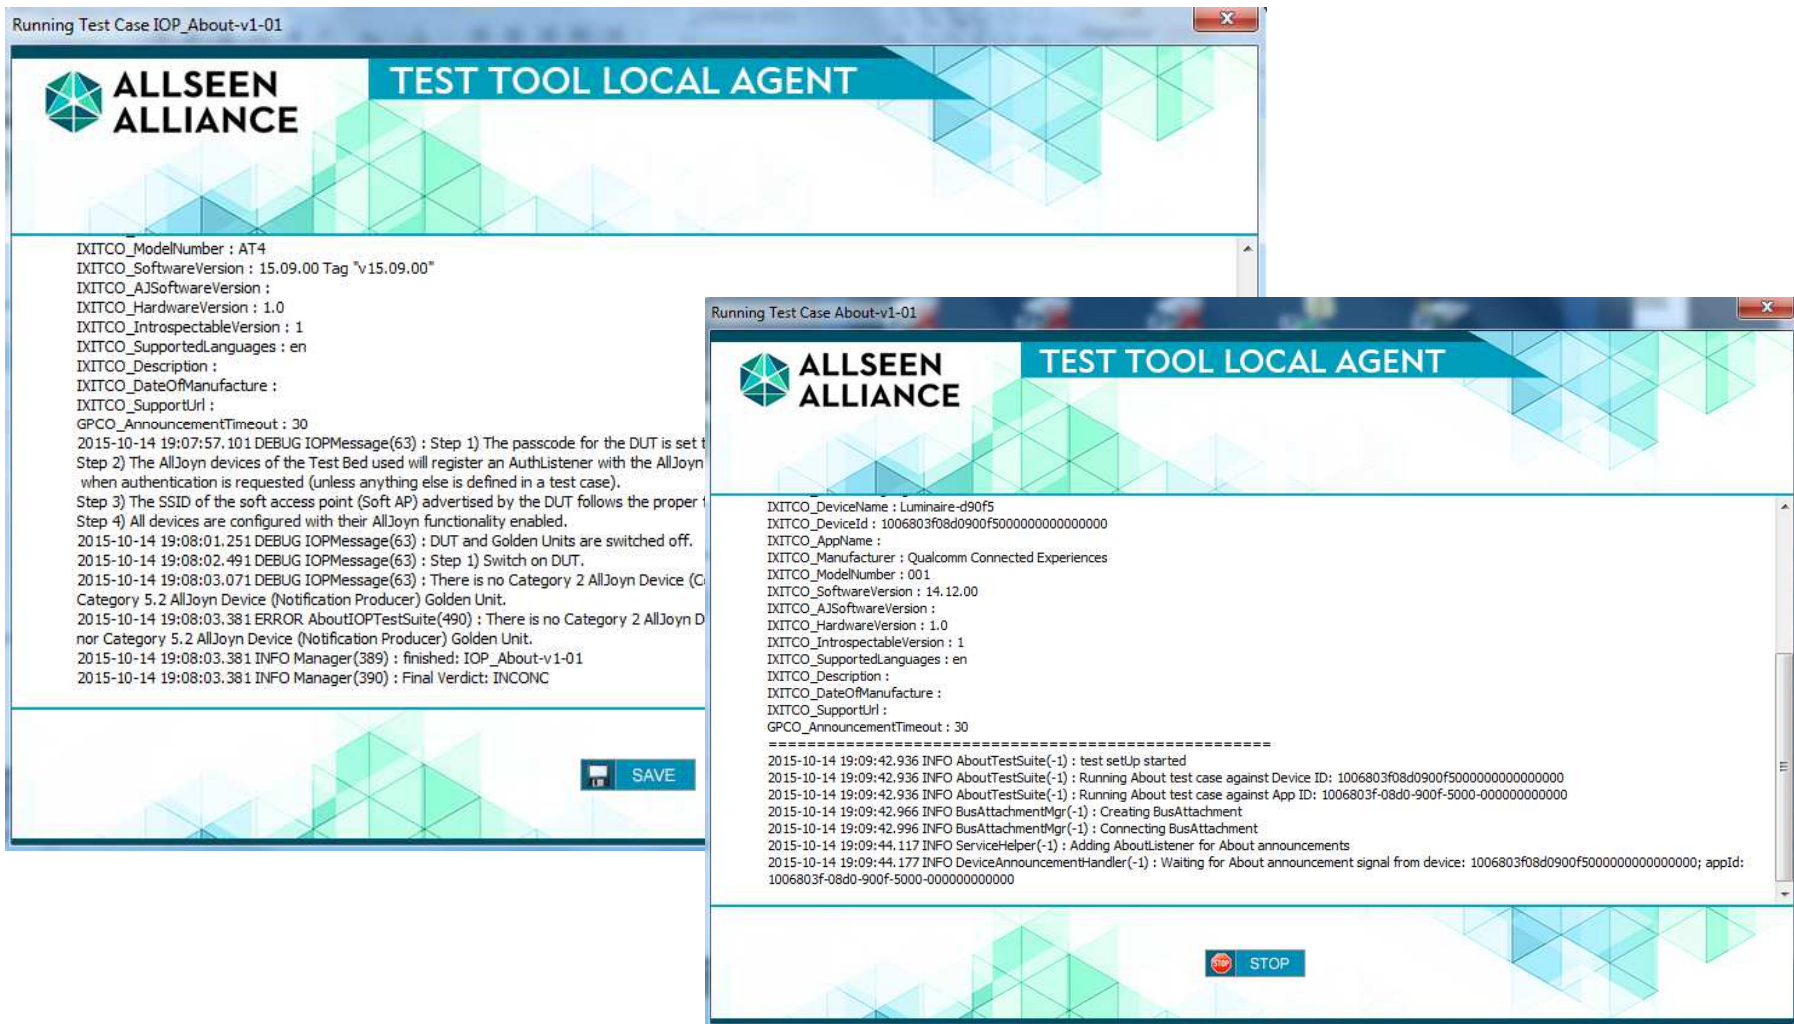 Running Test Case IOP_About-v1-01
ALLSEEN
ALLIANCE
TEST TOOL LOCAL AGENT
IXITCO_ModelNumber : AT4
IXITCO_SoftwareVersion : 15.09.00 Tag "v15.09.00"
IXITCO_AJSoftwareVersion :
IXITCO_HardwareVersion : 1.0
IXITCO_IntrospectableVersion : 1
IXITCO_SupportedLanguages : en
IXITCO_Description :
IXITCO_DateOfManufacture :
IXITCO_SupportUrl :
GPCO_AnnouncementTimeout : 30
2015-10-14 19:07:57.101 DEBUG IOPMessage(63) : Step 1) The passcode for the DUT is set
Step 2) The AllJoyn devices of the Test Bed used will register an AuthListener with the AllJoyn
when authentication is requested (unless anything else is defined in a test case).
Step 3) The SSID of the soft access point (Soft AP) advertised by the DUT follows the proper
Step 4) All devices are configured with their AllJoyn functionality enabled.
2015-10-14 19:08:01.251 DEBUG IOPMessage(63) : DUT and Golden Units are switched off.
2015-10-14 19:08:02.491 DEBUG IOPMessage(63) : Step 1) Switch on DUT.
2015-10-14 19:08:03.071 DEBUG IOPMessage(63) : There is no Category 2 AllJoyn Device
Category 5.2 AllJoyn Device (Notification Producer) Golden Unit.
2015-10-14 19:08:03.381 ERROR AboutIOPTestSuite(490) : There is no Category 2 AllJoyn
nor Category 5.2 AllJoyn Device (Notification Producer) Golden Unit.
2015-10-14 19:08:03.381 INFO Manager(389) : finished: IOP_About-v1-01
2015-10-14 19:08:03.381 INFO Manager(390) : Final Verdict: INCONC
SAVE
Running Test Case About-v1-01
ALLSEEN
ALLIANCE
TEST TOOL LOCAL AGENT
IXITCO_DeviceName : Luminaire-d90f5
IXITCO_DeviceId : 1006803f08d0900f5000000000000000
IXITCO_AppName :
IXITCO_Manufacturer : Qualcomm Connected Experiences
IXITCO_ModelNumber : 001
IXITCO_SoftwareVersion : 14.12.00
IXITCO_AJSoftwareVersion :
IXITCO_HardwareVersion : 1.0
IXITCO_IntrospectableVersion : 1
IXITCO_SupportedLanguages : en
IXITCO_Description :
IXITCO_DateOfManufacture :
IXITCO_SupportUrl :
GPCO_AnnouncementTimeout : 30
====================================================
2015-10-14 19:09:42.936 INFO AboutTestSuite(-1) : test setUp started
2015-10-14 19:09:42.936 INFO AboutTestSuite(-1) : Running About test case against Device ID: 1006803f08d0900f5000000000000000
2015-10-14 19:09:42.936 INFO AboutTestSuite(-1) : Running About test case against App ID: 1006803f-08d0-900f-5000-000000000000
2015-10-14 19:09:42.966 INFO BusAttachmentMgr(-1) : Creating BusAttachment
2015-10-14 19:09:42.996 INFO BusAttachmentMgr(-1) : Connecting BusAttachment
2015-10-14 19:09:44.117 INFO ServiceHelper(-1) : Adding AboutListener for About announcements
2015-10-14 19:09:44.177 INFO DeviceAnnouncementHandler(-1) : Waiting for About announcement signal from device: 1006803f08d0900f5000000000000000; appId:
1006803f-08d0-900f-5000-000000000000
STOP
STOP